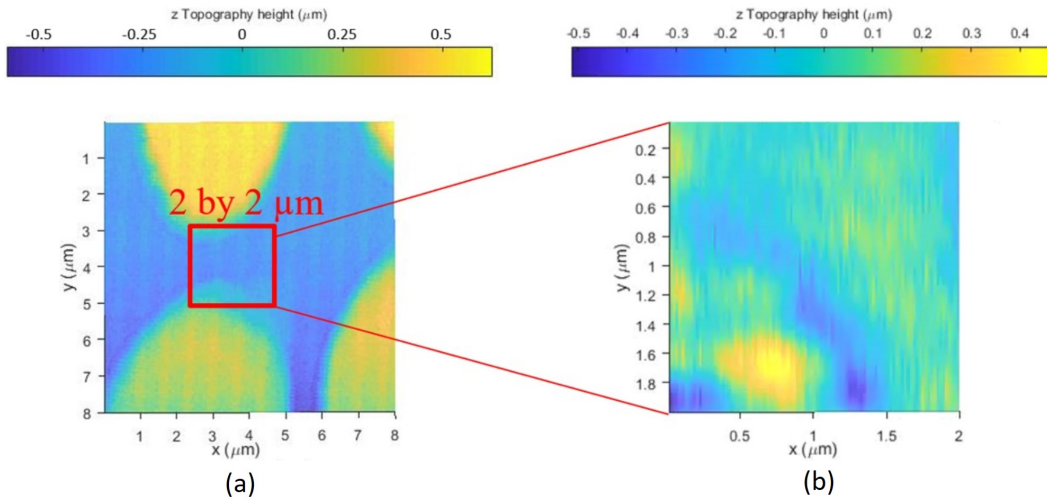 z Topography height (μm)
-0.5 -0.25 0 0.25 0.5
2 by 2 μm
1
2
3
4
5
6
7
8
y (μm)
1 2 3 4 5 6 7 8
x (μm)
(a)
z Topography height (μm)
-0.5 -0.4 -0.3 -0.2 -0.1 0 0.1 0.2 0.3 0.4
0.2
0.4
0.6
0.8
1
1.2
1.4
1.6
1.8
y (μm)
0.5 1 1.5 2
x (μm)
(b)